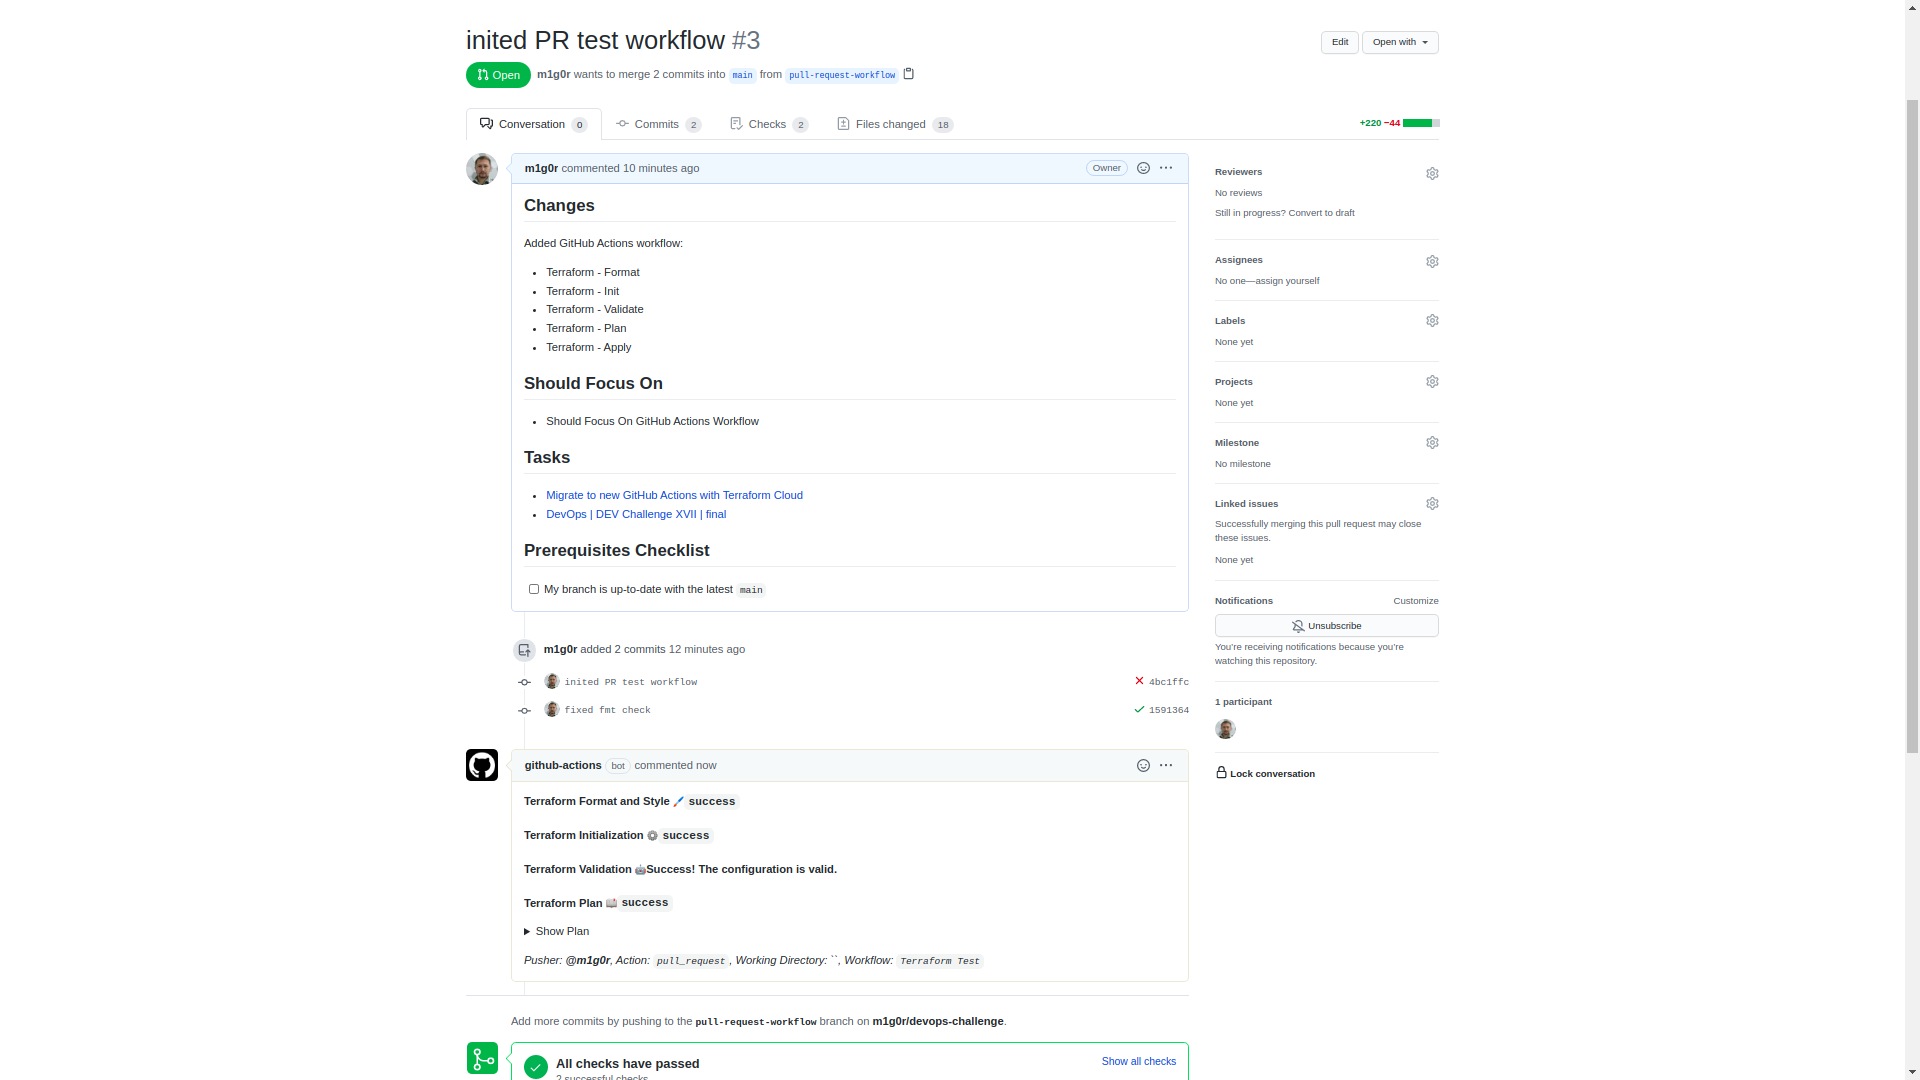 inited PR test workflow #3
Edit
Open with
Open
m1g0r wants to merge 2 commits into main from pull-request-workflow
Conversation 0
Commits 2
Checks 2
Files changed 18
+220 −44
m1g0r commented 10 minutes ago
Owner
Changes
Added GitHub Actions workflow:
Terraform - Format
Terraform - Init
Terraform - Validate
Terraform - Plan
Terraform - Apply
Should Focus On
Should Focus On GitHub Actions Workflow
Tasks
Migrate to new GitHub Actions with Terraform Cloud
DevOps | DEV Challenge XVII | final
Prerequisites Checklist
My branch is up-to-date with the latest main
m1g0r added 2 commits 12 minutes ago
inited PR test workflow
4bc1ffc
fixed fmt check
1591364
github-actions bot commented now
Terraform Format and Style success
Terraform Initialization success
Terraform Validation Success! The configuration is valid.
Terraform Plan success
Show Plan
Pusher: @m1g0r, Action: pull_request, Working Directory: ``, Workflow: Terraform Test
Add more commits by pushing to the pull-request-workflow branch on m1g0r/devops-challenge.
All checks have passed
Show all checks
2 successful checks
Reviewers
No reviews
Still in progress? Convert to draft
Assignees
No one—assign yourself
Labels
None yet
Projects
None yet
Milestone
No milestone
Linked issues
Successfully merging this pull request may close
these issues.
None yet
Notifications
Customize
Unsubscribe
You're receiving notifications because you're
watching this repository.
1 participant
Lock conversation